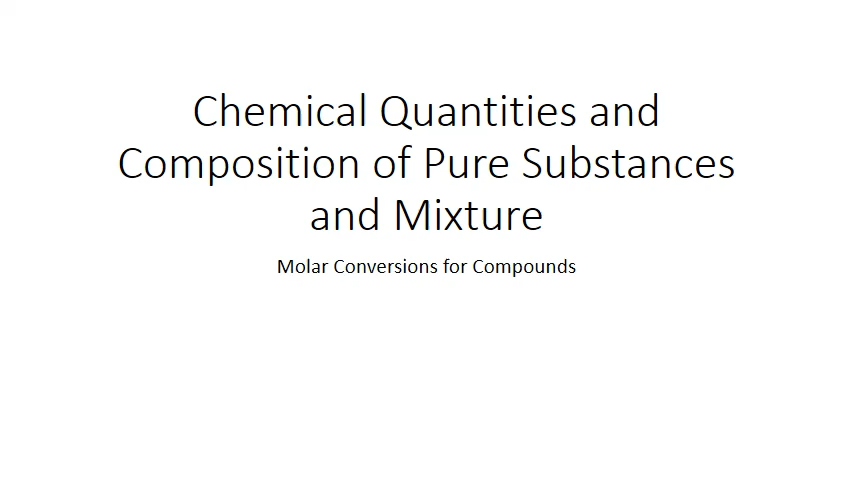 Chemical Quantities and
Composition of Pure Substances
and Mixture
Molar Conversions for Compounds